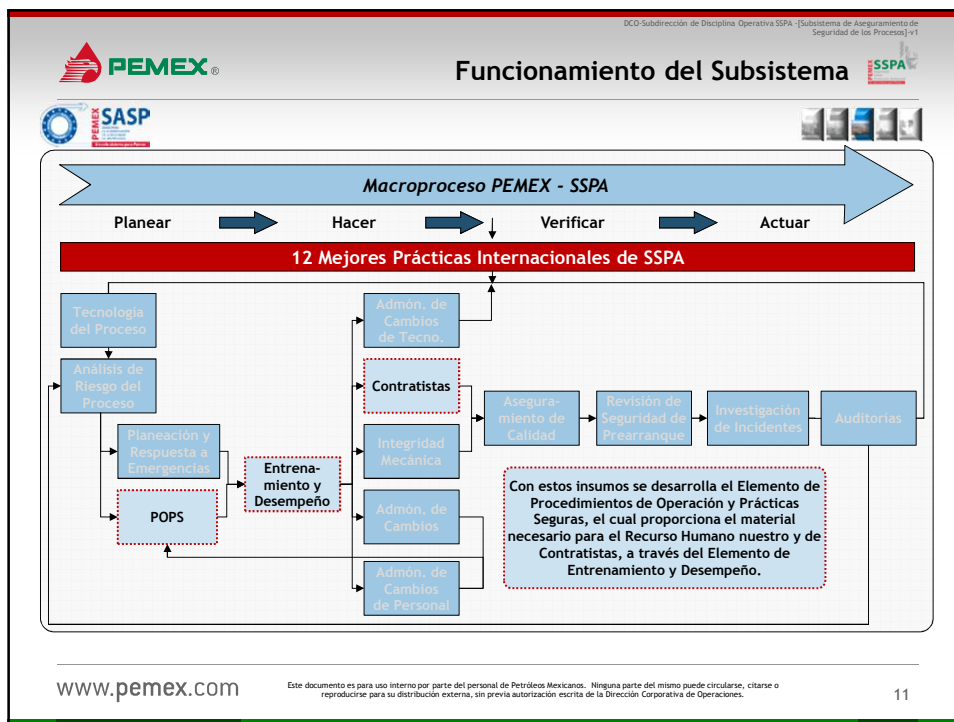 DCO-Subdirección de Disciplina Operativa SSPA -[Subsistema de Aseguramiento de
Seguridad de los Procesos]-v1
PEMEX ®
Funcionamiento del Subsistema
PEMEX SSPA
PEMEX SASP
Macroproceso PEMEX - SSPA
Planear
Hacer
Verificar
Actuar
12 Mejores Prácticas Internacionales de SSPA
Tecnología
del Proceso
Análisis de
Riesgo del
Proceso
Planeación y
Respuesta a
Emergencias
POPS
Entrena-
miento y
Desempeño
Admón. de
Cambios
de Tecno.
Contratistas
Integridad
Mecánica
Admón. de
Cambios
Admón. de
Cambios
de Personal
Asegura-
miento de
Calidad
Revisión de
Seguridad de
Prearranque
Investigación
de Incidentes
Auditorías
Con estos insumos se desarrolla el Elemento de
Procedimientos de Operación y Prácticas
Seguras, el cual proporciona el material
necesario para el Recurso Humano nuestro y de
Contratistas, a través del Elemento de
Entrenamiento y Desempeño.
www.pemex.com
Este documento es para uso interno por parte del personal de Petróleos Mexicanos. Ninguna parte del mismo puede circularse, citarse o
reproducirse para su distribución externa, sin previa autorización escrita de la Dirección Corporativa de Operaciones.
11